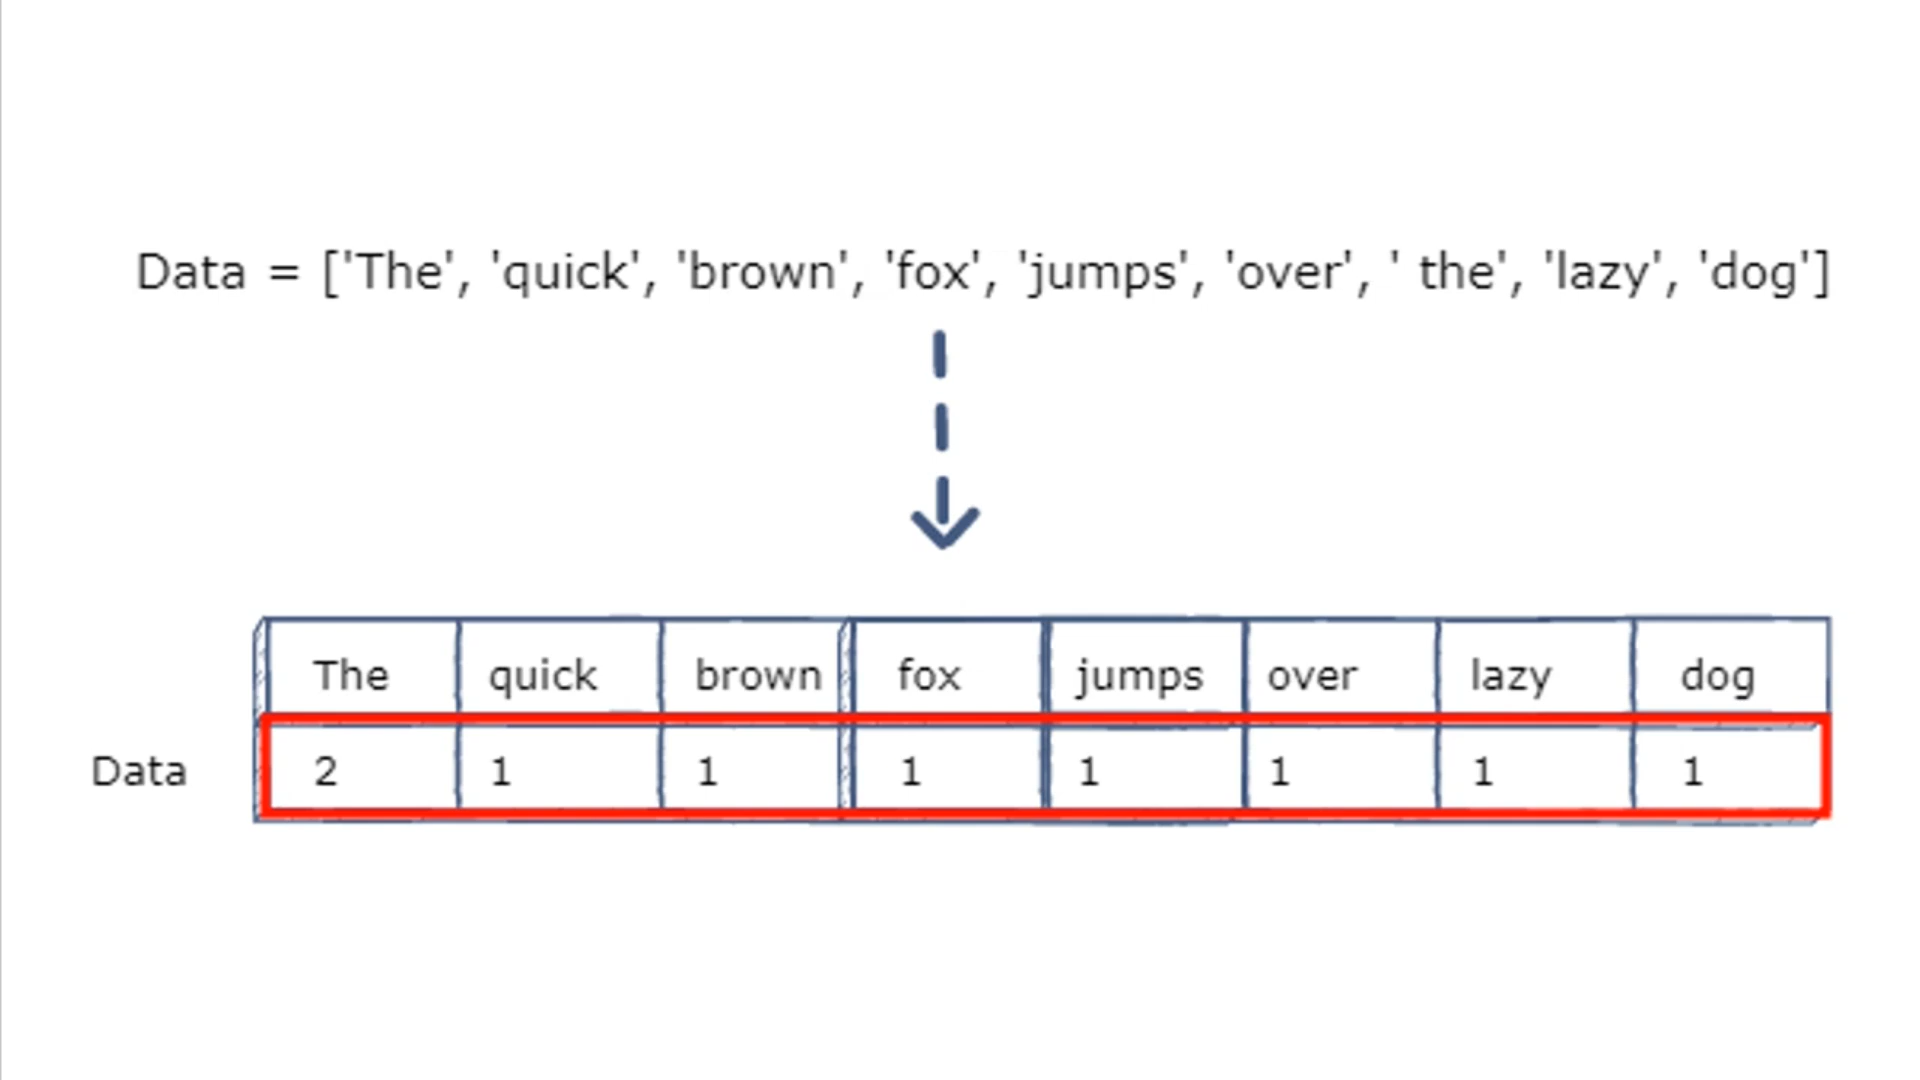 Data = ['The', 'quick', 'brown', 'fox', 'jumps', 'over', ' the', 'lazy', 'dog']
The quick brown fox jumps over lazy dog
Data 2 1 1 1 1 1 1 1